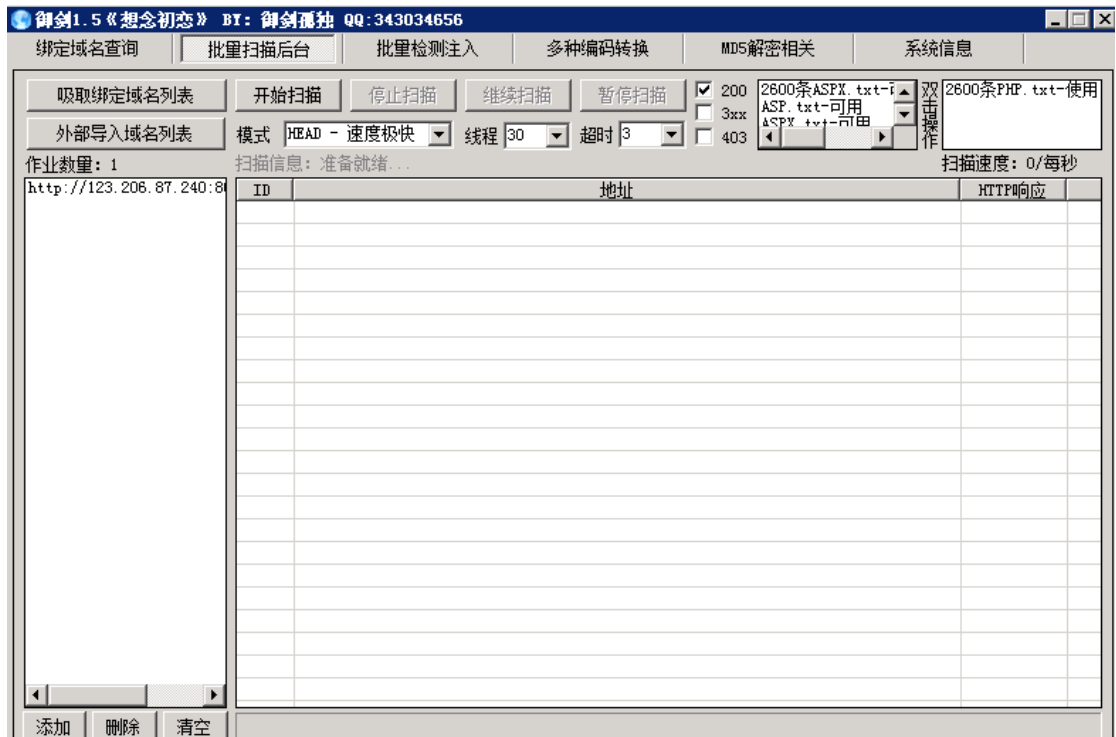 御剑1.5《想念初恋》 BY: 御剑孤独 QQ:343034656
绑定域名查询 批量扫描后台 批量检测注入 多种编码转换 MD5解密相关 系统信息
吸取绑定域名列表 开始扫描 停止扫描 继续扫描 暂停扫描
外部导入域名列表 模式 HEAD - 速度极快 线程 30 超时 3
200
3xx
403
2600条ASPX.txt-
ASP.txt-可用
ASPX.txt-可用
双击操作
2600条PHP.txt-使用
作业数量: 1 扫描信息: 准备就绪... 扫描速度: 0/每秒
http://123.206.87.240:8
ID 地址 HTTP响应
添加 删除 清空